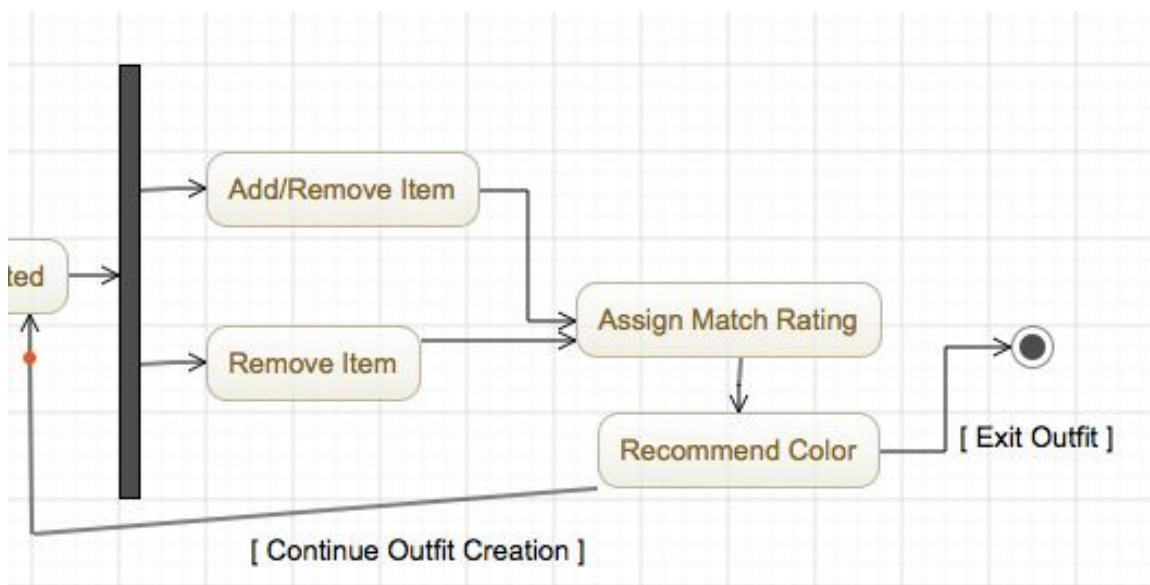 Add/Remove Item
ted
Assign Match Rating
Remove Item
Recommend Color
[ Exit Outfit ]
[ Continue Outfit Creation ]